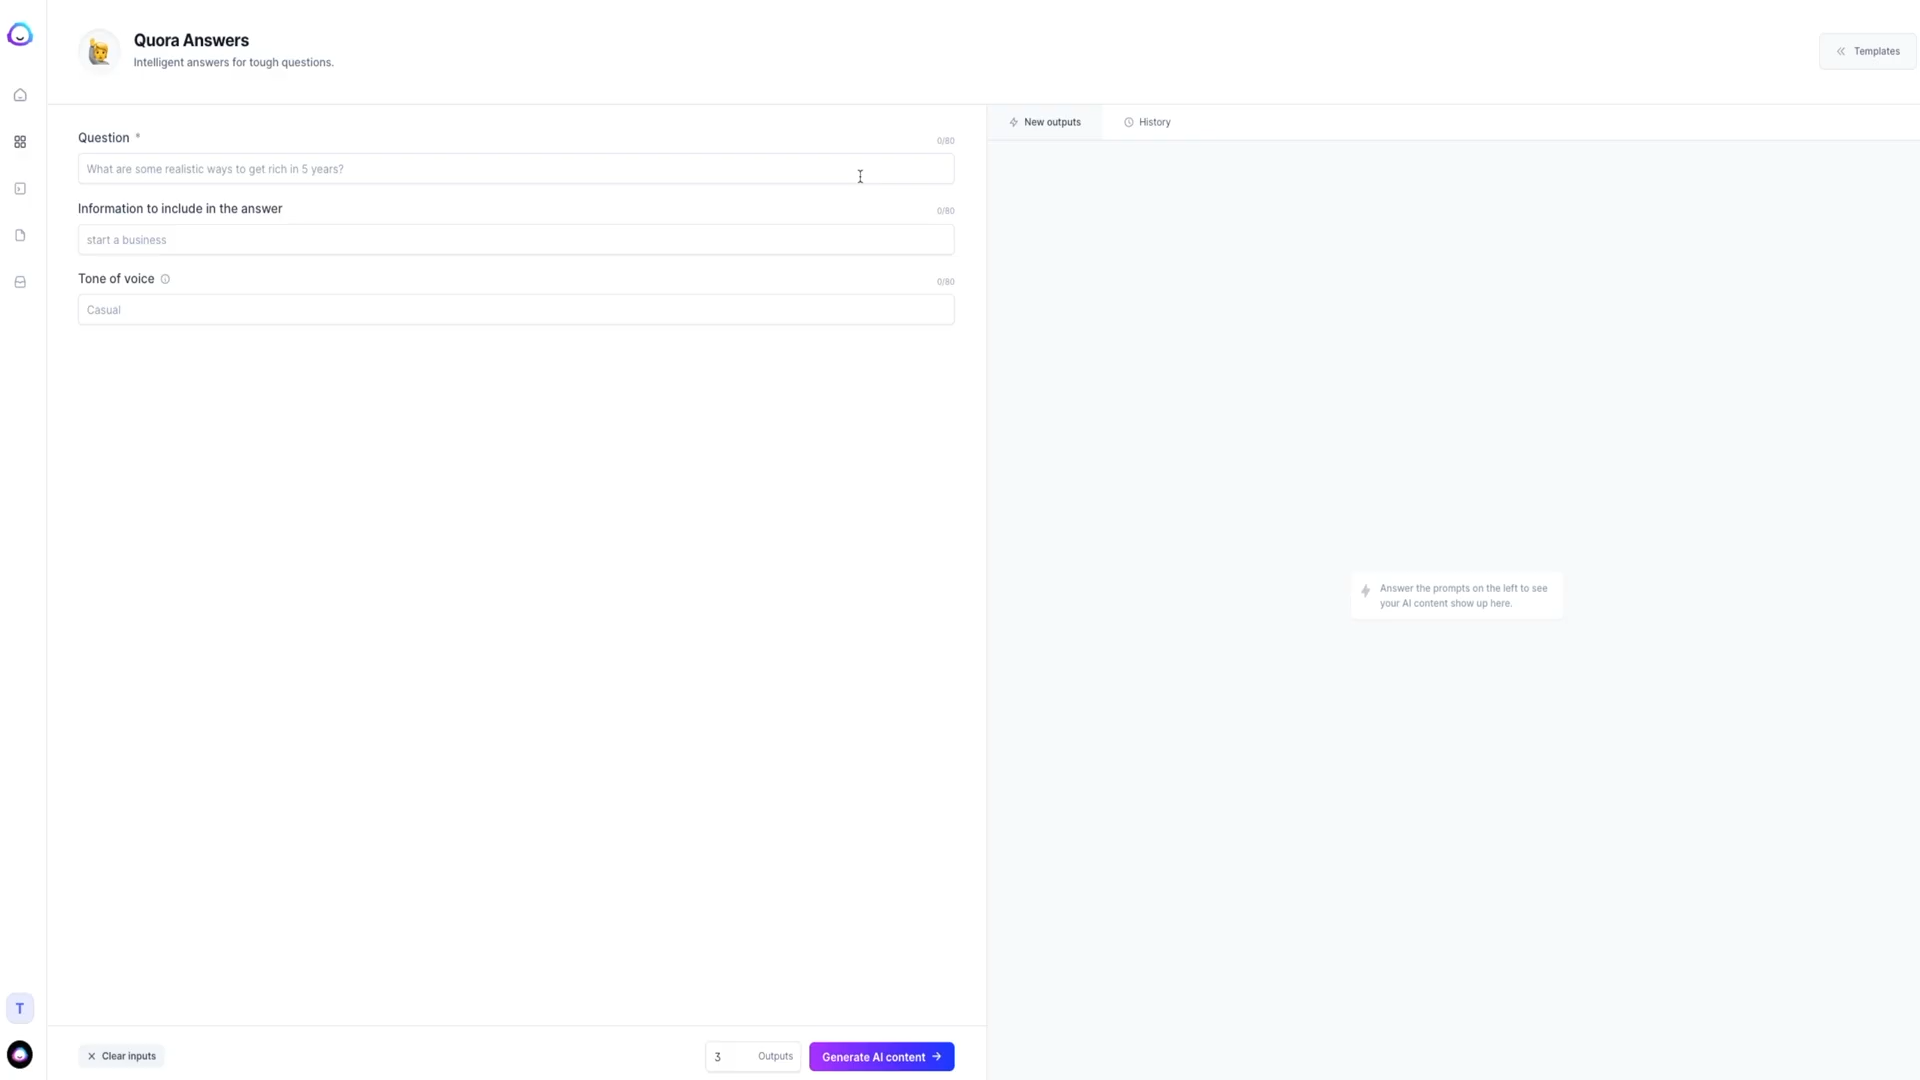 Quora Answers
Intelligent answers for tough questions.
Templates
Question *
0/80
What are some realistic ways to get rich in 5 years?
Information to include in the answer
0/80
start a business
Tone of voice
0/80
Casual
New outputs
History
Answer the prompts on the left to see
your AI content show up here.
T
Clear inputs
3 Outputs
Generate AI content